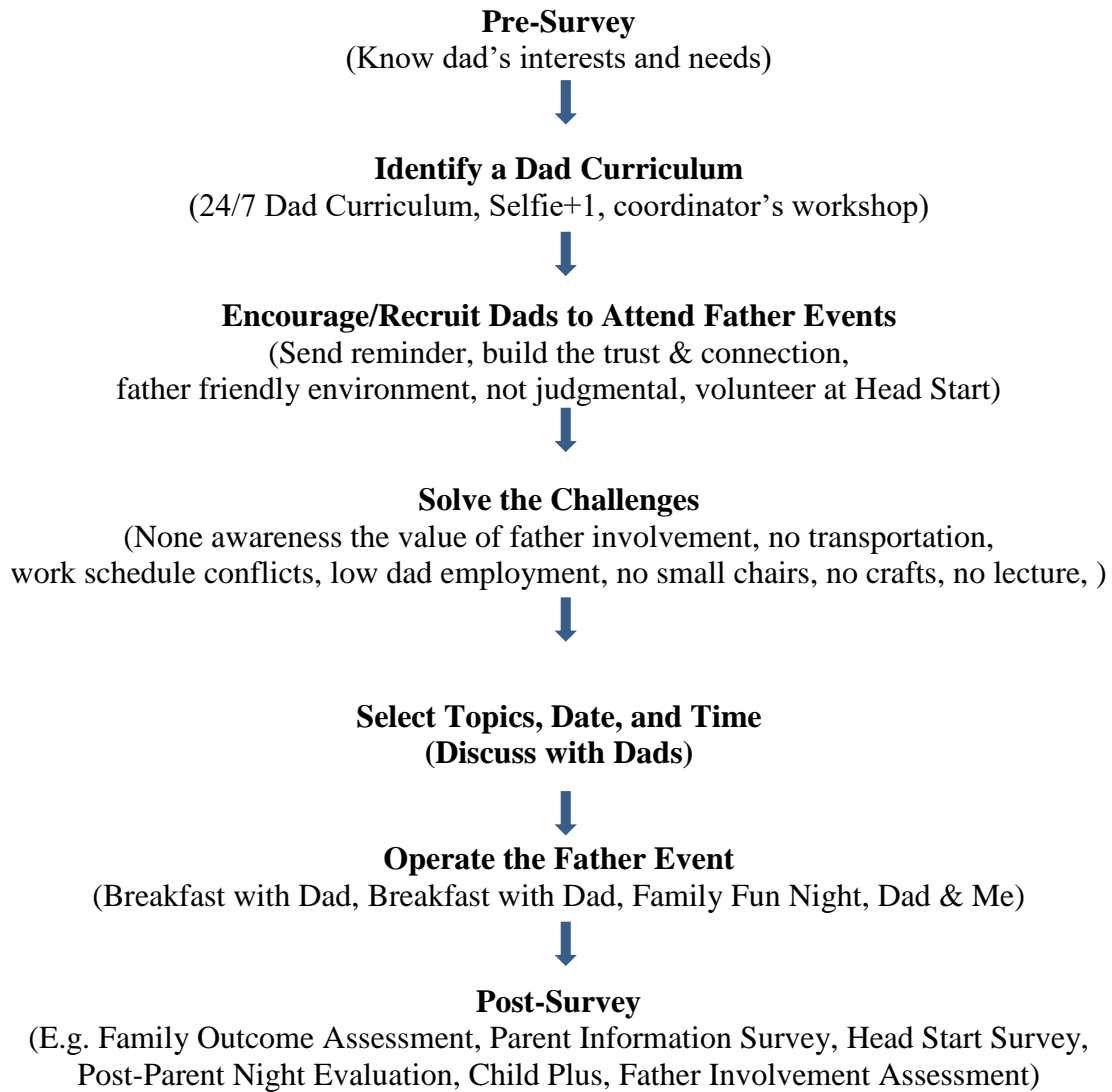 Pre-Survey
(Know dad’s interests and needs)
Identify a Dad Curriculum
(24/7 Dad Curriculum, Selfie+1, coordinator’s workshop)
Encourage/Recruit Dads to Attend Father Events
(Send reminder, build the trust & connection,
father friendly environment, not judgmental, volunteer at Head Start)
Solve the Challenges
(None awareness the value of father involvement, no transportation,
work schedule conflicts, low dad employment, no small chairs, no crafts, no lecture, )
Select Topics, Date, and Time
(Discuss with Dads)
Operate the Father Event
(Breakfast with Dad, Breakfast with Dad, Family Fun Night, Dad & Me)
Post-Survey
(E.g. Family Outcome Assessment, Parent Information Survey, Head Start Survey,
Post-Parent Night Evaluation, Child Plus, Father Involvement Assessment)